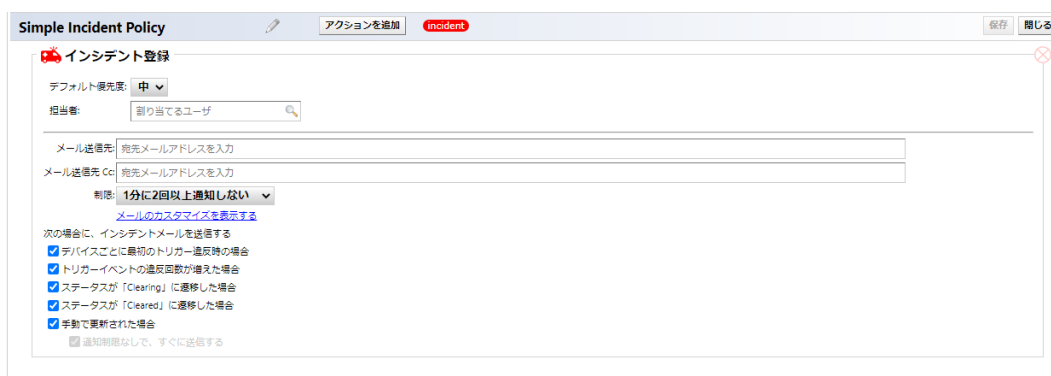 Simple Incident Policy アクションを追加 incident 保存 閉じる
インシデント登録
デフォルト優先度: 中
担当者: 割り当てるユーザ
メール送信先: 宛先メールアドレスを入力
メール送信先 Cc: 宛先メールアドレスを入力
制限: 1分に2回以上通知しない
メールのカスタマイズを表示する
次の場合に、インシデントメールを送信する
デバイスごとに最初のトリガー違反時の場合
トリガーイベントの違反回数が増えた場合
ステータスが「Clearing」に遷移した場合
ステータスが「Cleared」に遷移した場合
手動で更新された場合
通知制限なしで、すぐに送信する